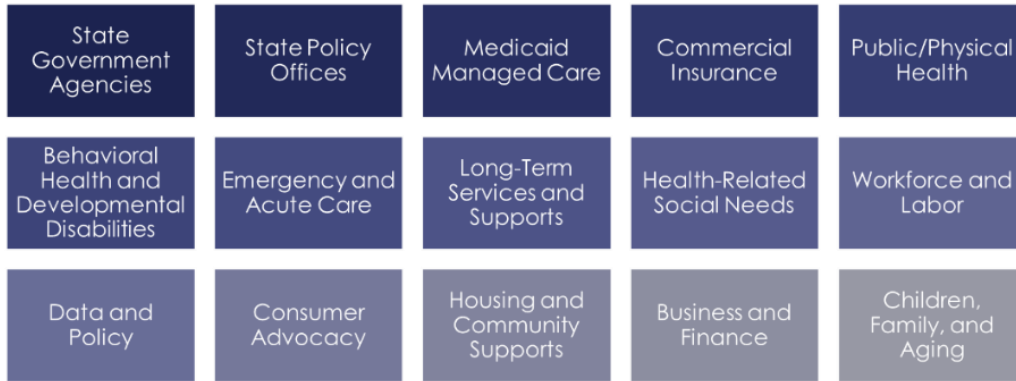 State
Government
Agencies
State Policy
Offices
Medicaid
Managed Care
Commercial
Insurance
Public/Physical
Health
Behavioral
Health and
Developmental
Disabilities
Emergency and
Acute Care
Long-Term
Services and
Supports
Health-Related
Social Needs
Workforce and
Labor
Data and
Policy
Consumer
Advocacy
Housing and
Community
Supports
Business and
Finance
Children,
Family, and
Aging